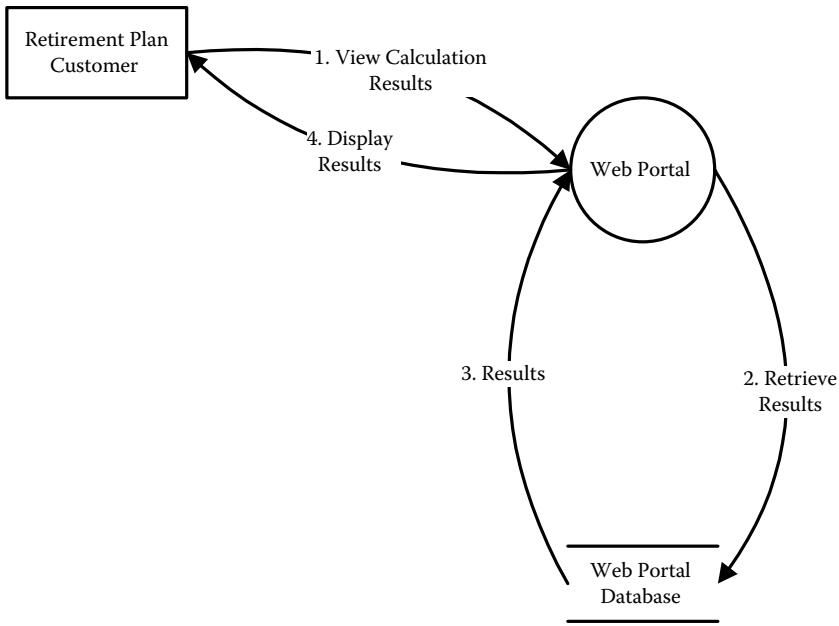 Retirement Plan
Customer
1. View Calculation
Results
4. Display
Results
Web Portal
3. Results
2. Retrieve
Results
Web Portal
Database